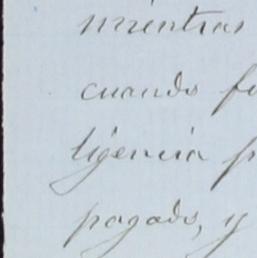 mientras
cuando
ligencia p
pagado, y